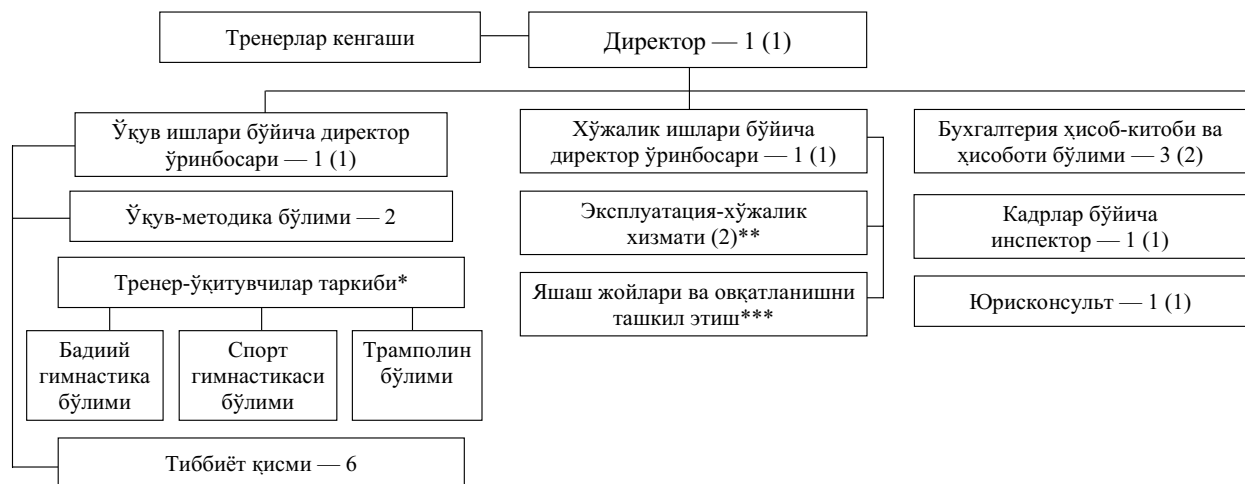 Тренерлар кенгаши
Директор — 1 (1)
Ўқув ишлари бўйича директор
ўринбосари — 1 (1)
Ўқув-методика бўлими — 2
Тренер-ўқитувчилар таркиби*
Бадиий
гимнастика
бўлими
Спорт
гимнастикаси
бўлими
Трамполин
бўлими
Тиббиёт қисми — 6
Хўжалик ишлари бўйича
директор ўринбосари — 1 (1)
Эксплуатация-хўжалик
хизмати (2)**
Яшаш жойлари ва овқатланишни
ташкил этиш***
Бухгалтерия ҳисоб-китоби ва
ҳисоботи бўлими — 3 (2)
Кадрлар бўйича
инспектор — 1 (1)
Юрисконсульт — 1 (1)